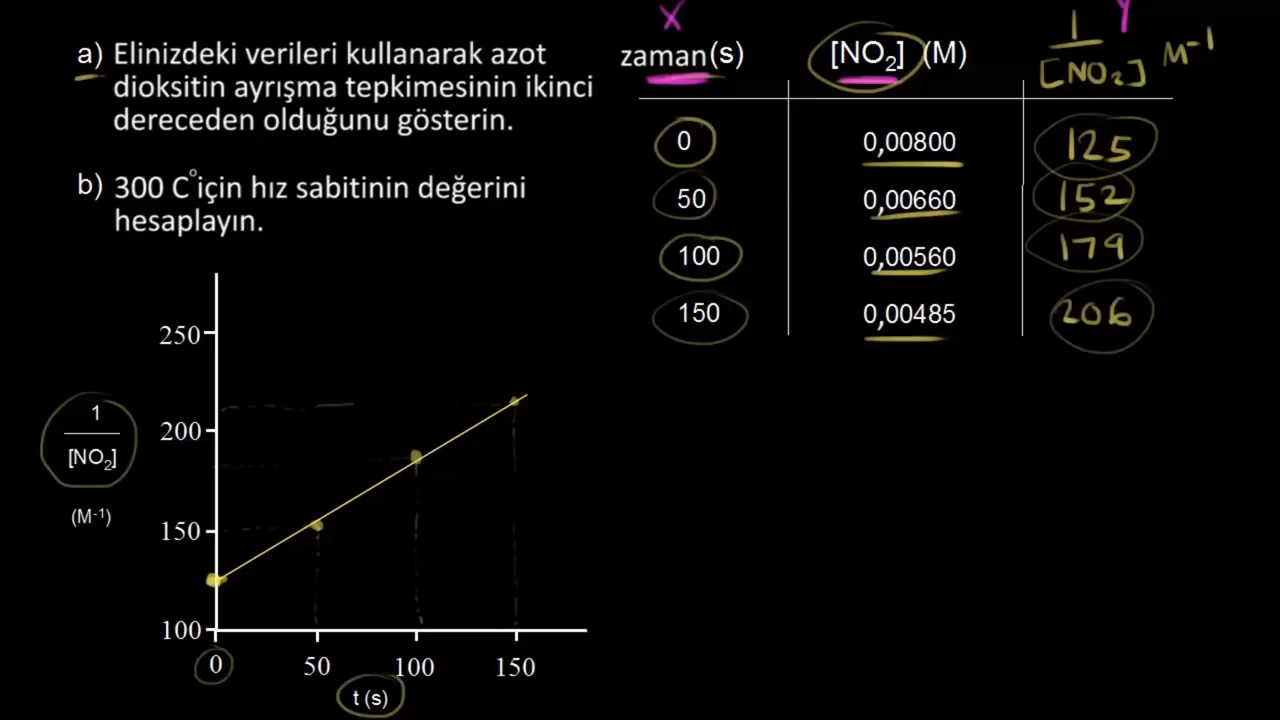 a) Elinizdeki verileri kullanarak azot
dioksitin ayrışma tepkimesinin ikinci
dereceden olduğunu gösterin.
b) 300 C° için hız sabitinin değerini
hesaplayın.
X Y
zaman(s) [NO₂] (M) 1/[NO₂] M⁻¹
0 0,00800 125
50 0,00660 152
100 0,00560 179
150 0,00485 206
250
200
150
100
1
[NO₂]
(M⁻¹)
0 50 100 150
t (s)